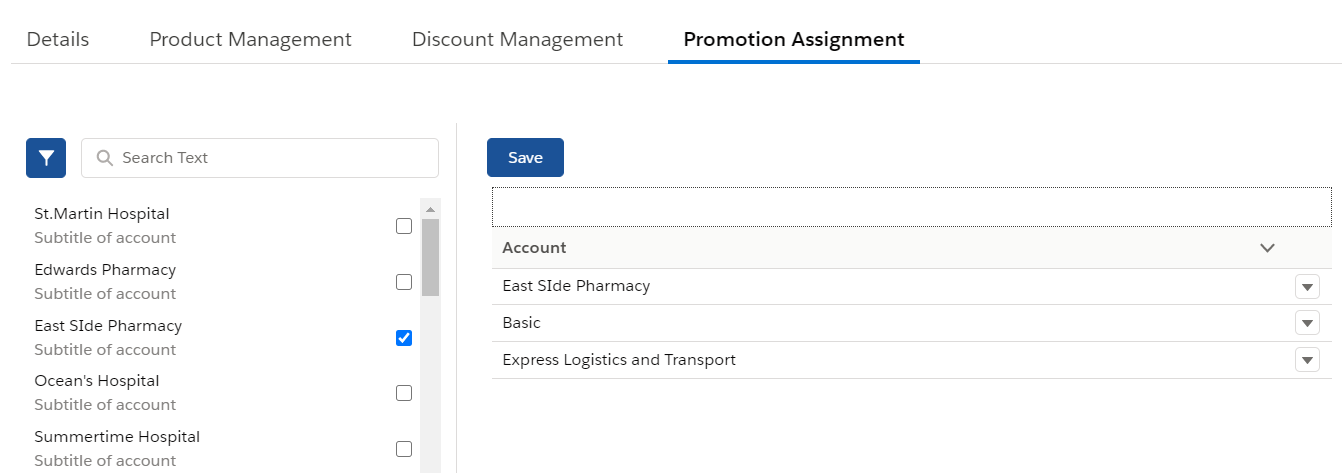 Details
Product Management
Discount Management
Promotion Assignment
Search Text
St.Martin Hospital
Subtitle of account
Edwards Pharmacy
Subtitle of account
East SIde Pharmacy
Subtitle of account
Ocean's Hospital
Subtitle of account
Summertime Hospital
Subtitle of account
Save
Account
East SIde Pharmacy
Basic
Express Logistics and Transport